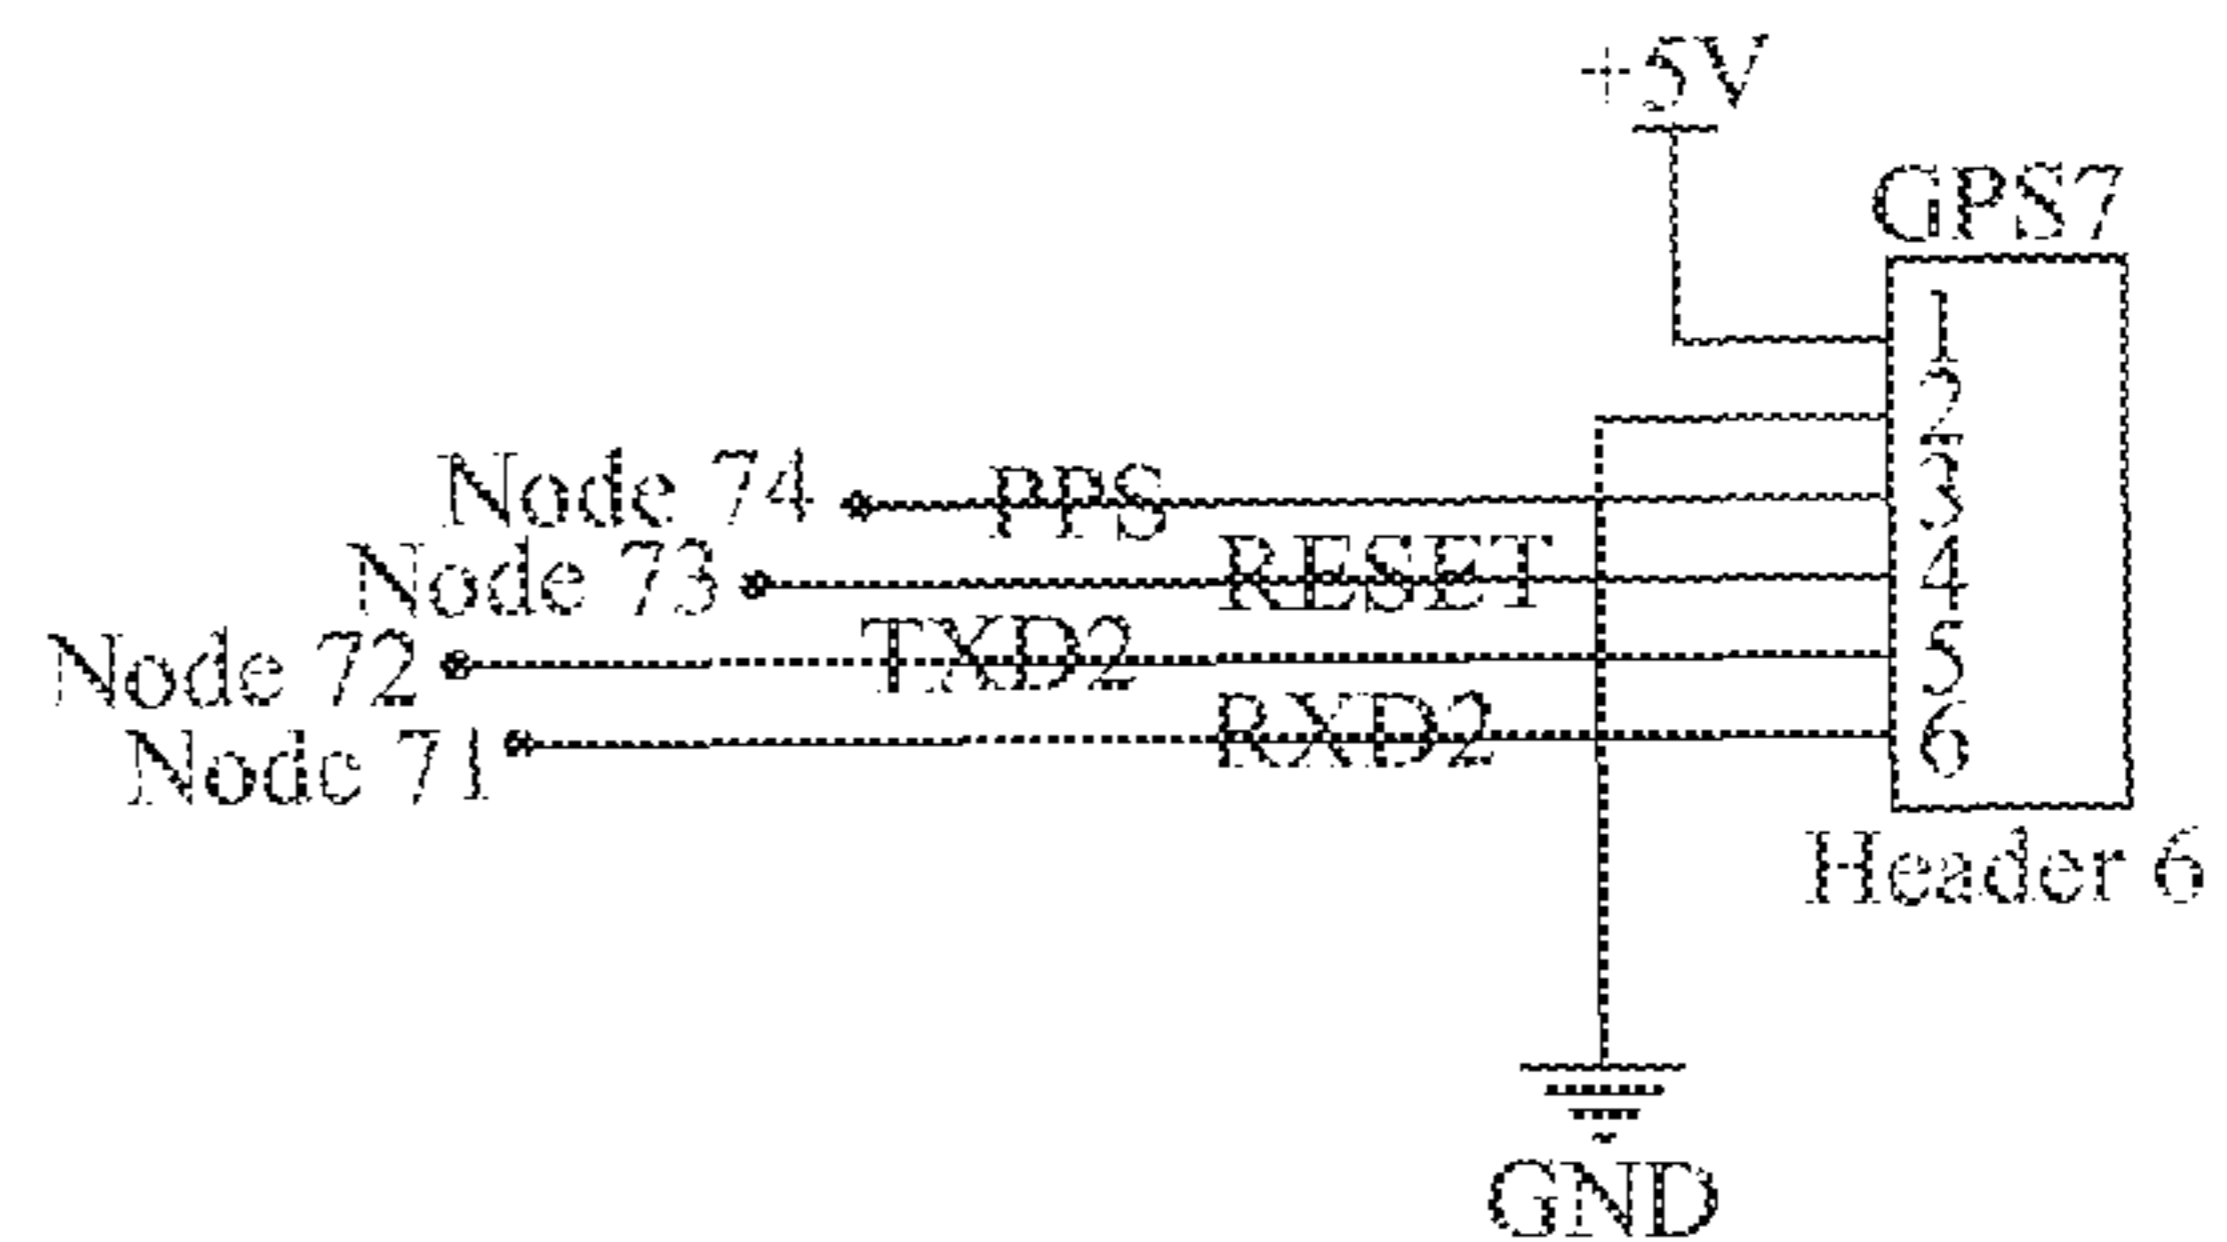 +5V
GPS7
1
2
Node 74 PPS 3
Node 73 RESET 4
Node 72 TXD2 5
Node 71 RXD2 6
Header 6
GND